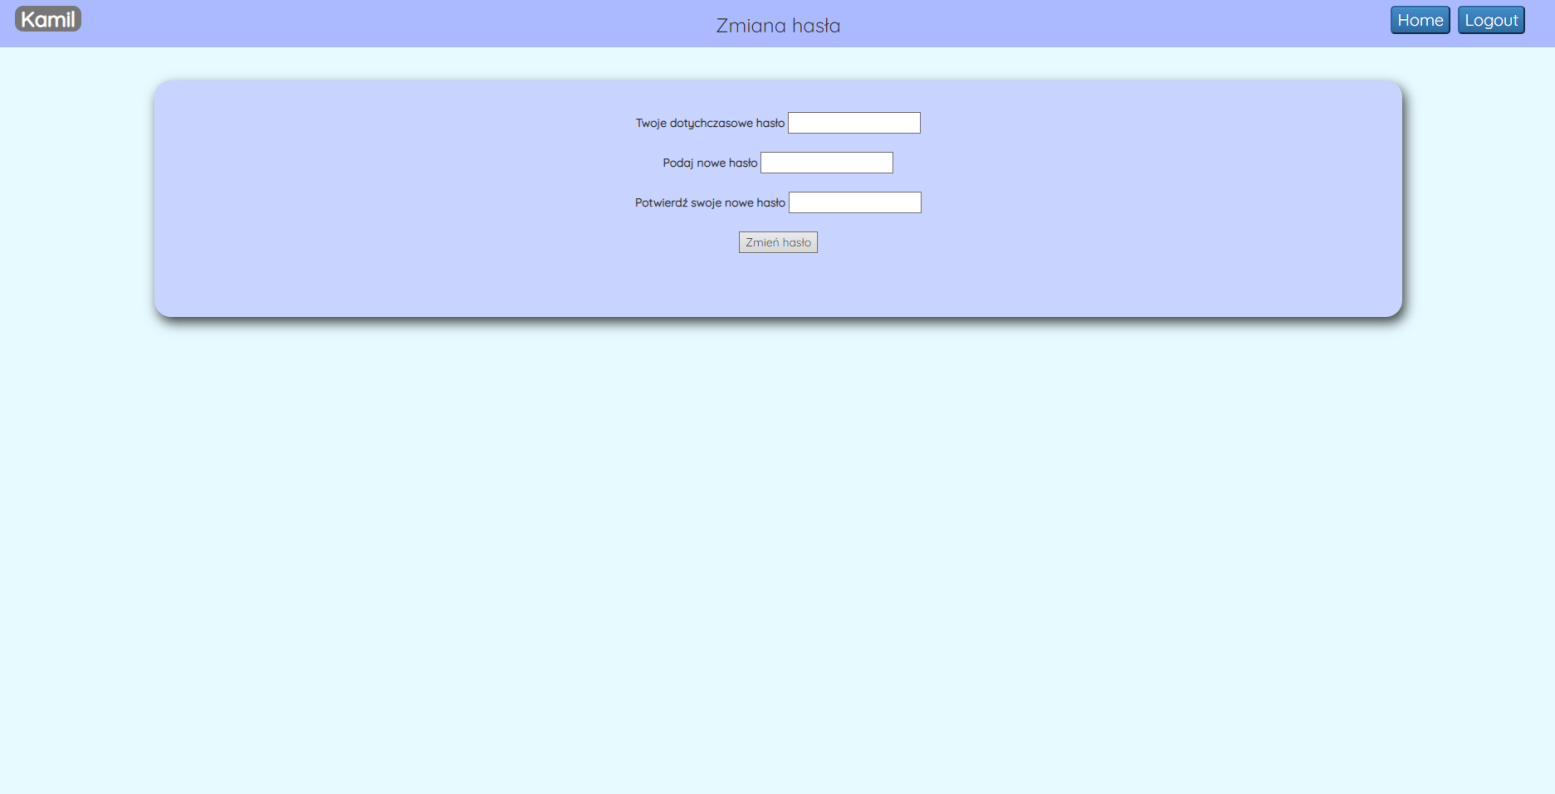 Kamil
Zmiana hasła
Home Logout
Twoje dotychczasowe hasło
Podaj nowe hasło
Potwierdź swoje nowe hasło
Zmień hasło